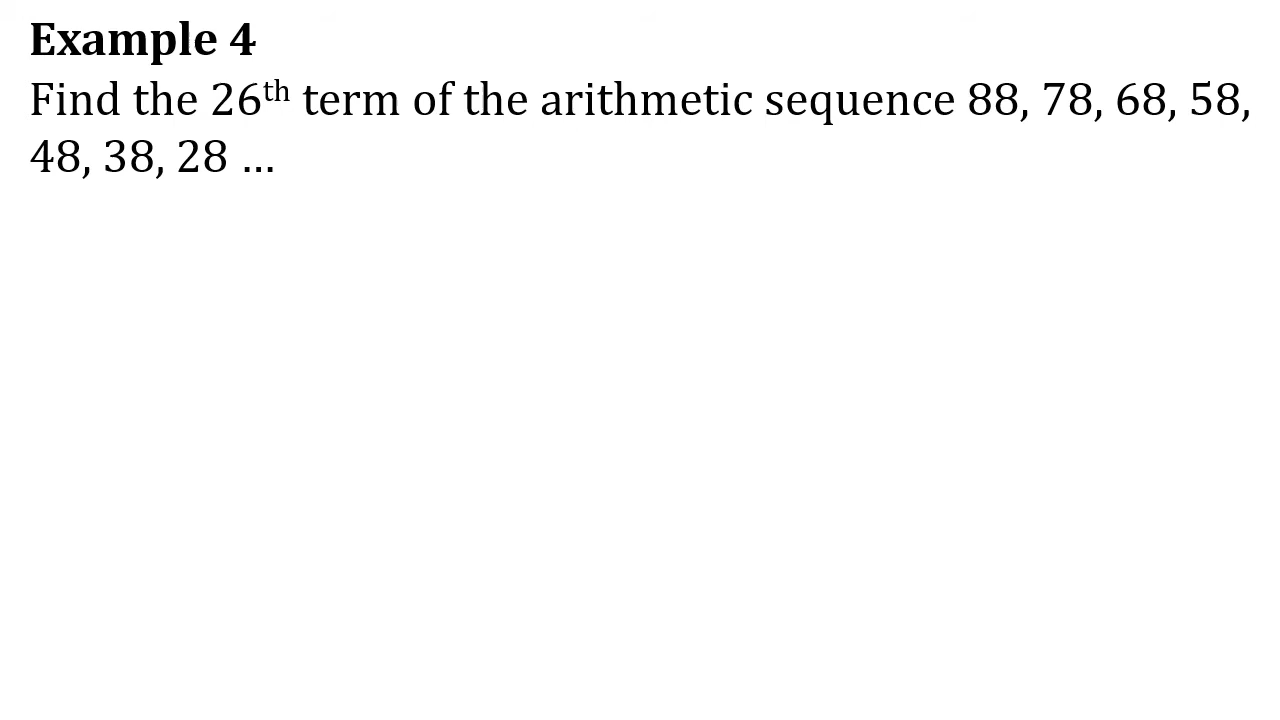 Example 4
Find the 26th term of the arithmetic sequence 88, 78, 68, 58,
48, 38, 28 ...